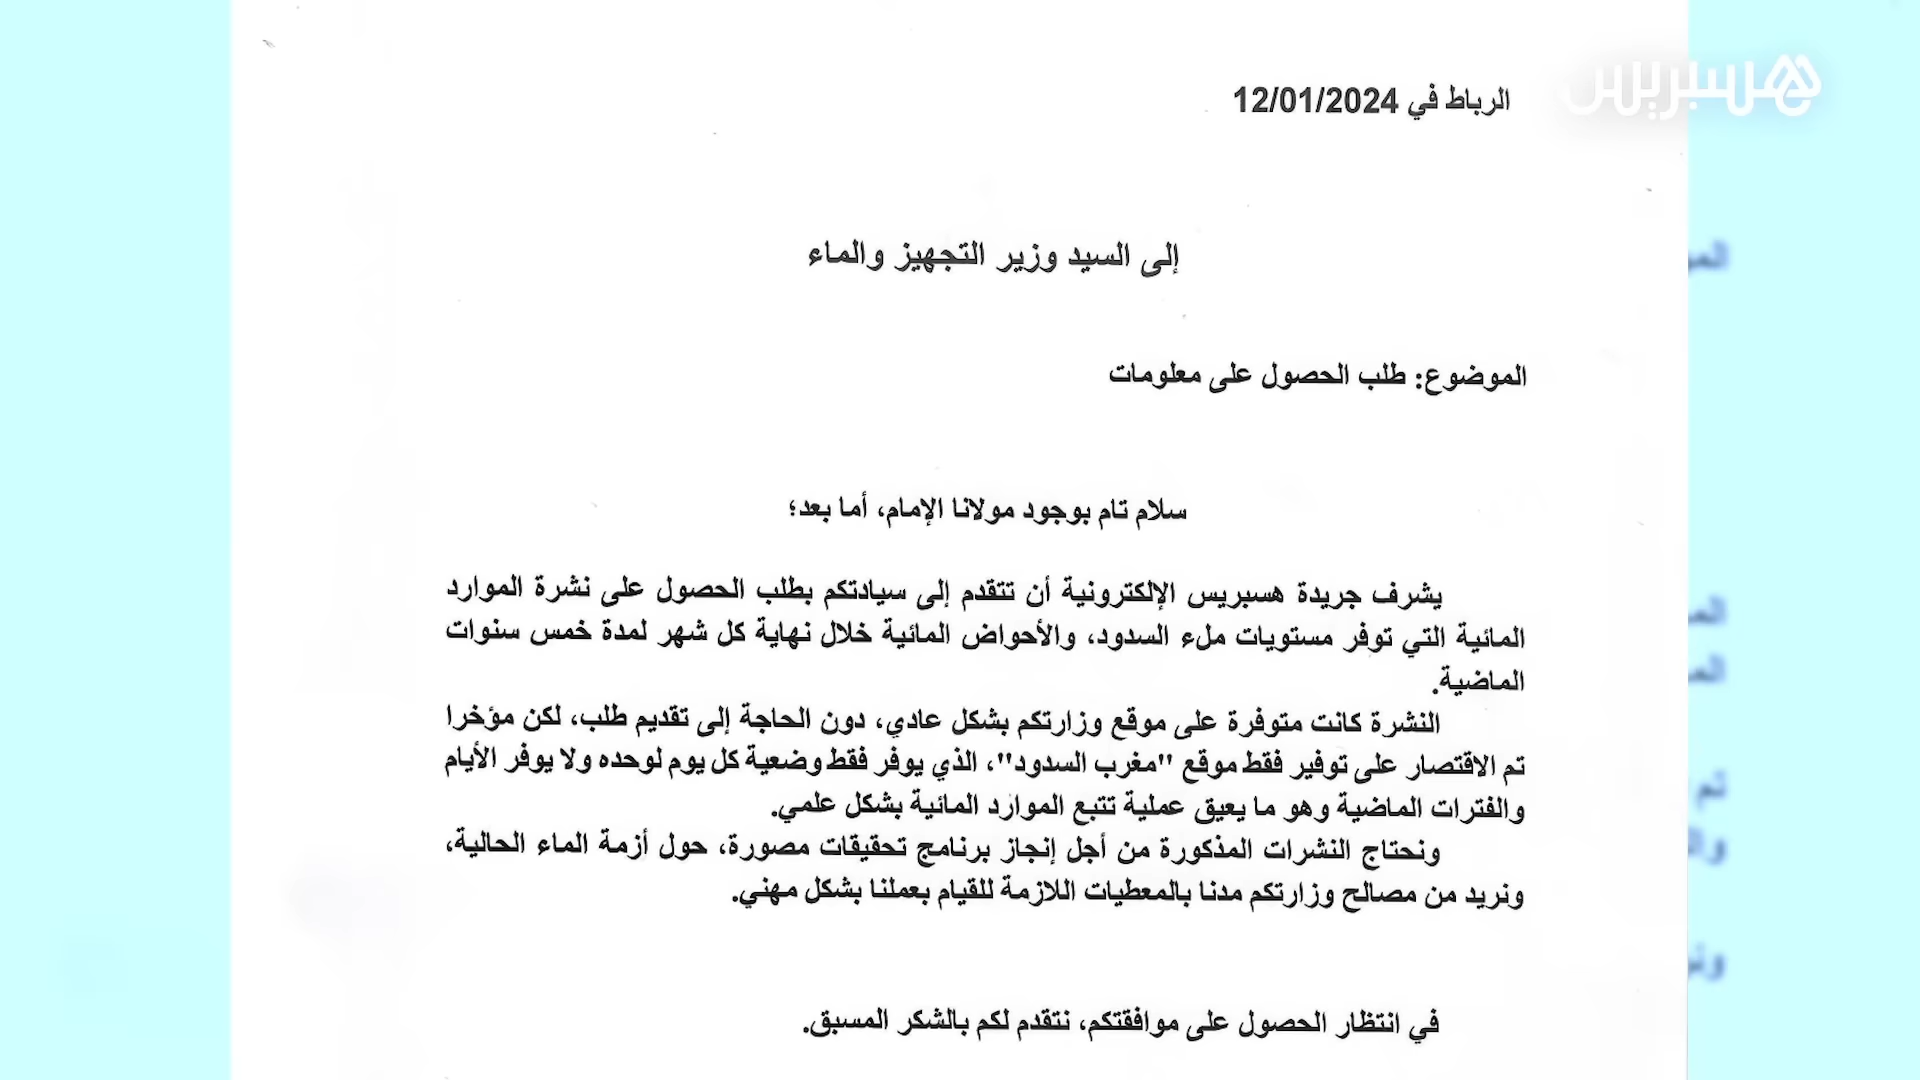 هسبريس
الرباط في 12/01/2024
إلى السيد وزير التجهيز والماء
الموضوع: طلب الحصول على معلومات
سلام تام بوجود مولانا الإمام، أما بعد؛
يشرف جريدة هسبريس الإلكترونية أن تتقدم إلى سيادتكم بطلب الحصول على نشرة الموارد
المائية التي توفر مستويات ملء السدود، والأحواض المائية خلال نهاية كل شهر لمدة خمس سنوات
الماضية.
النشرة كانت متوفرة على موقع وزارتكم بشكل عادي، دون الحاجة إلى تقديم طلب، لكن مؤخرا
تم الاقتصار على توفير فقط موقع "مغرب السدود"، الذي يوفر فقط وضعية كل يوم لوحده ولا يوفر الأيام
والفترات الماضية وهو ما يعيق عملية تتبع الموارد المائية بشكل علمي.
ونحتاج النشرات المذكورة من أجل إنجاز برنامج تحقيقات مصورة، حول أزمة الماء الحالية،
ونريد من مصالح وزارتكم مدنا بالمعطيات اللازمة للقيام بعملنا بشكل مهني.
في انتظار الحصول على موافقتكم، نتقدم لكم بالشكر المسبق.